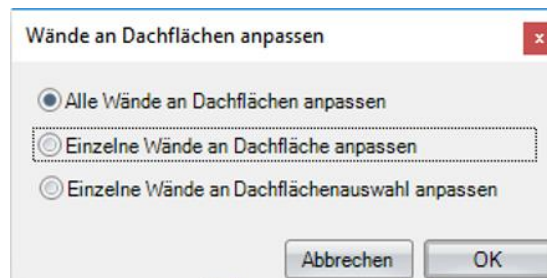 Wände an Dachflächen anpassen
x
Alle Wände an Dachflächen anpassen
Einzelne Wände an Dachfläche anpassen
Einzelne Wände an Dachflächenauswahl anpassen
Abbrechen OK